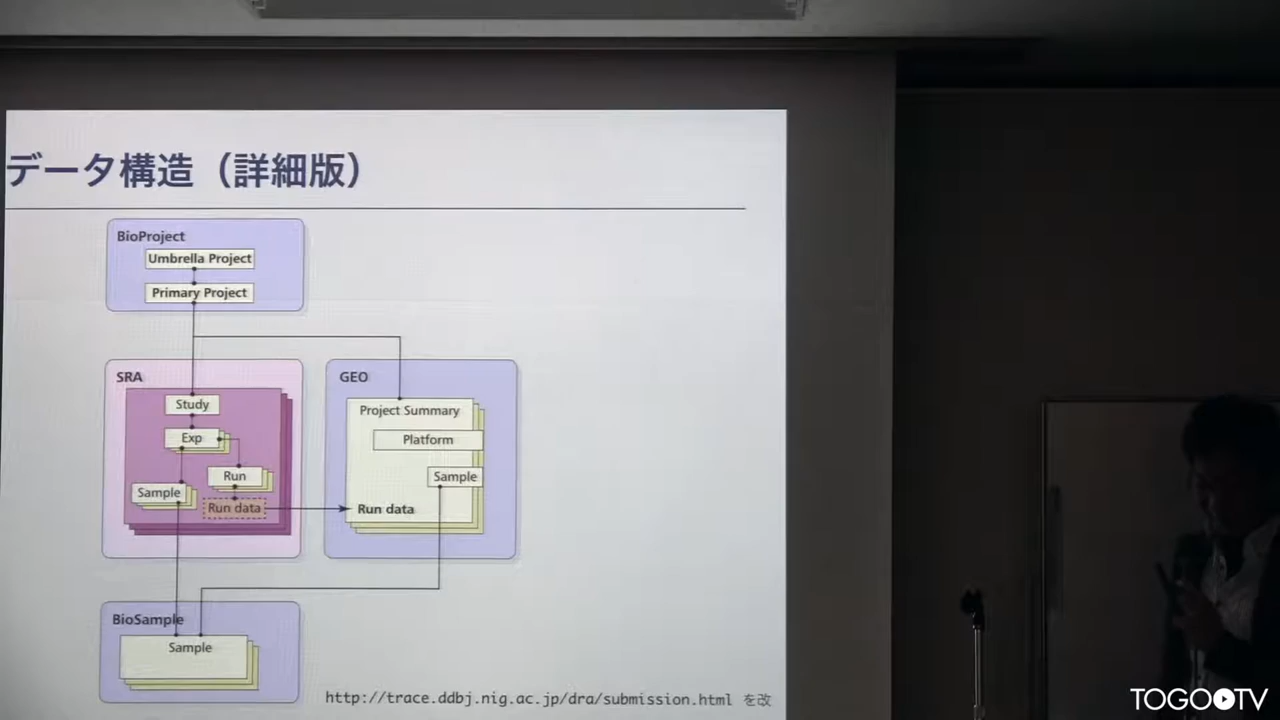 データ構造（詳細版）
BioProject
Umbrella Project
Primary Project
SRA
Study
Exp
Run
Sample
Run data
GEO
Project Summary
Platform
Sample
Run data
BioSample
Sample
http://trace.ddbj.nig.ac.jp/dra/submission.html を改
TOGOTV